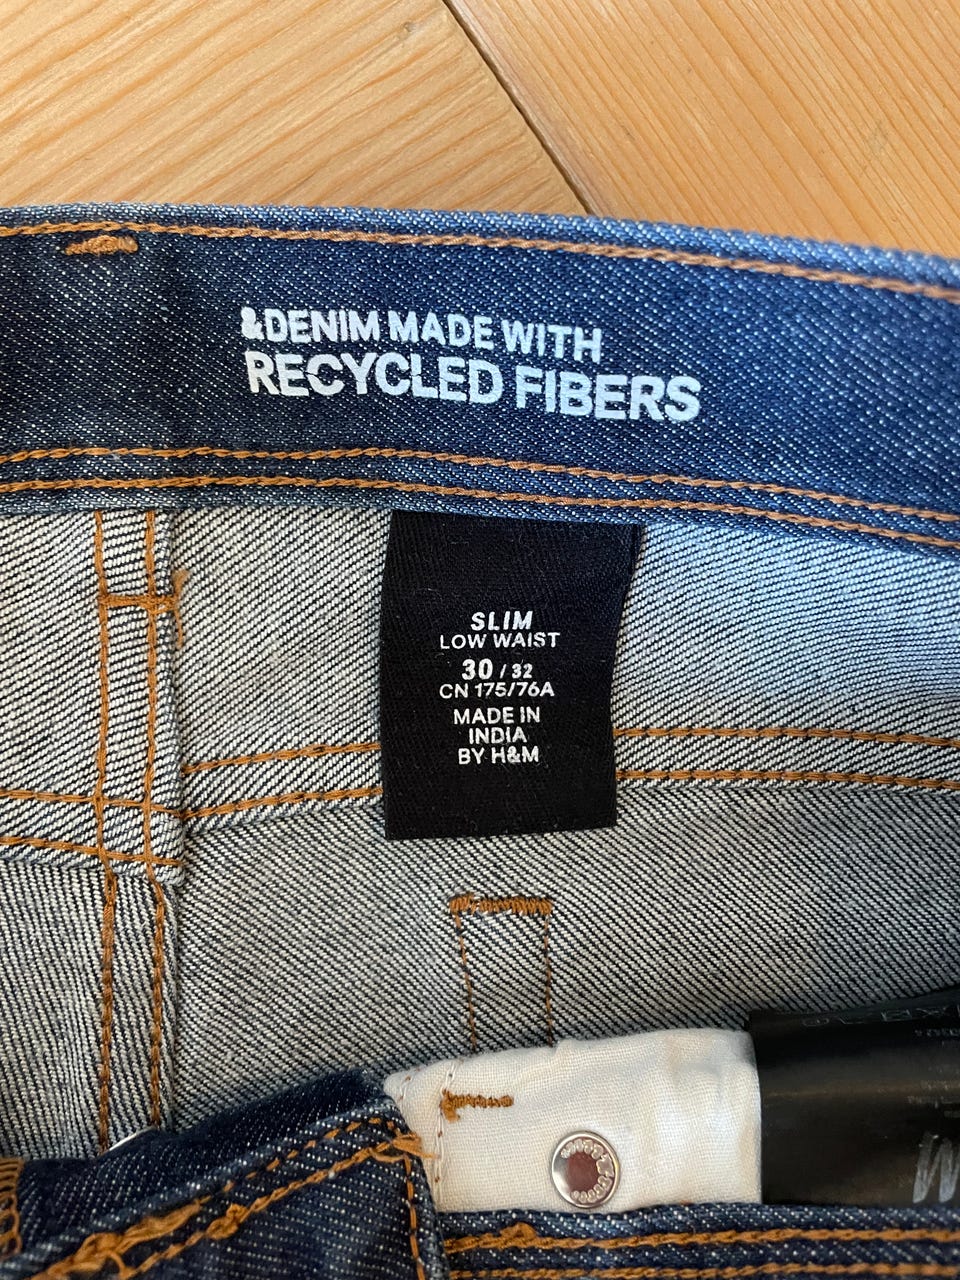 &DENIM MADE WITH
RECYCLED FIBERS
SLIM
LOW WAIST
30 / 32
CN 175/76A
MADE IN
INDIA
BY H&M